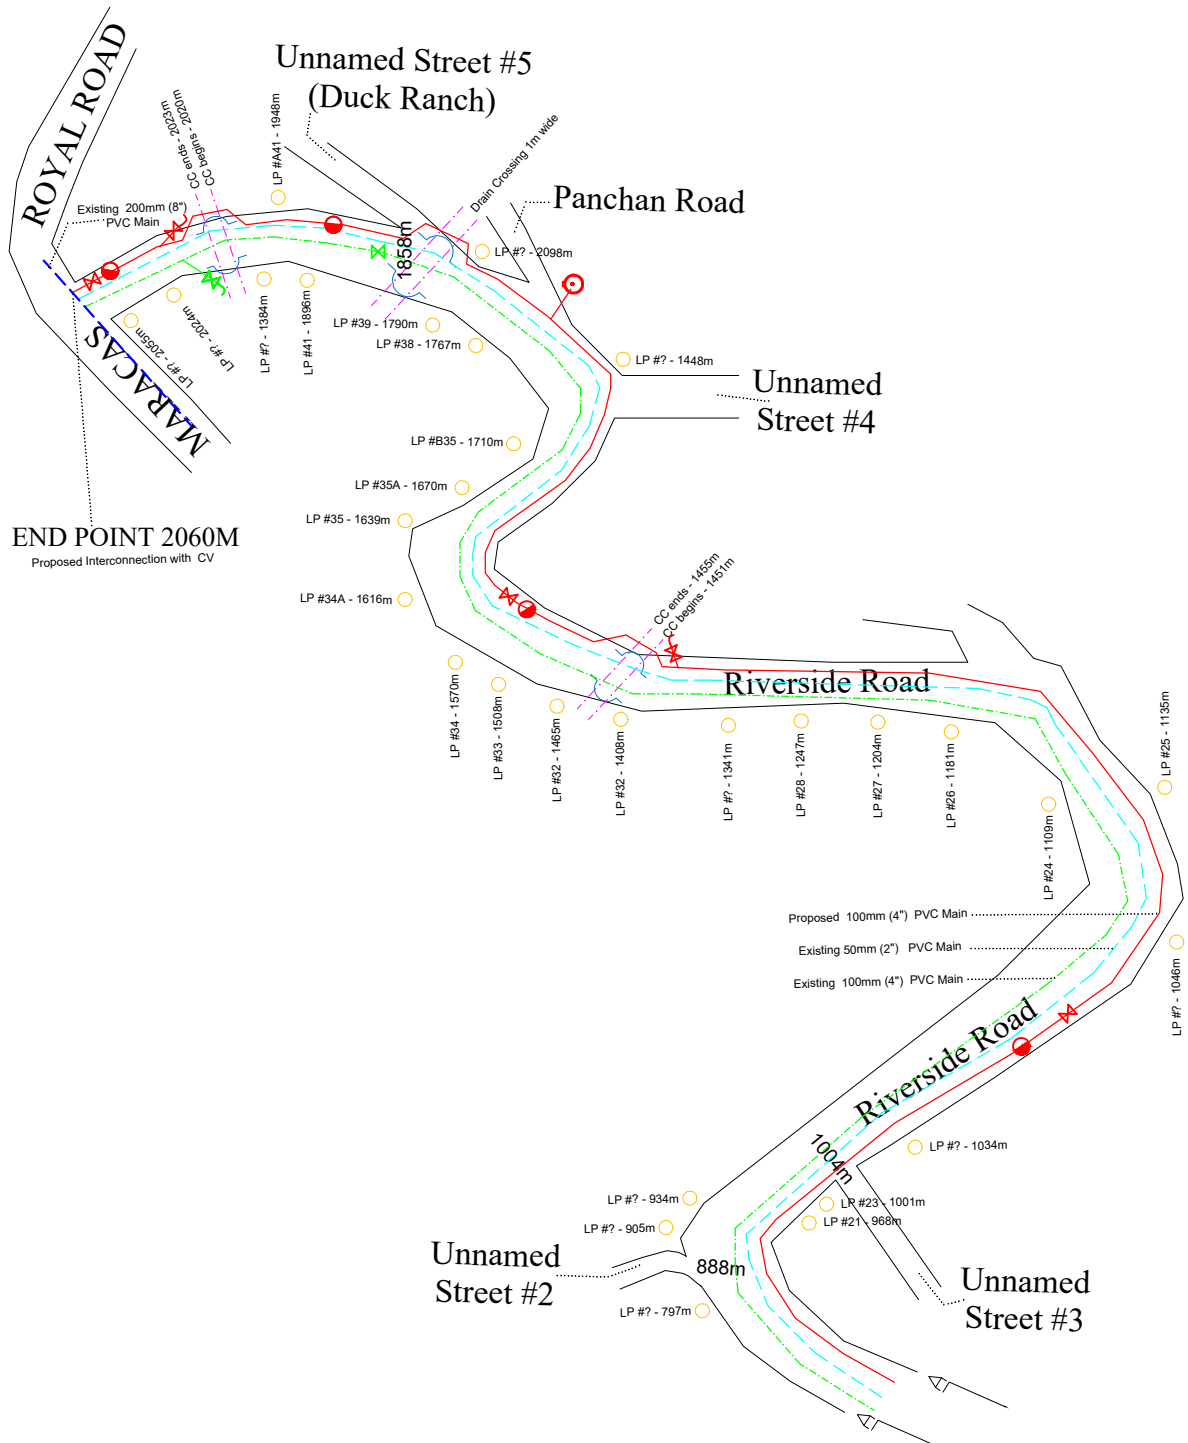 ROYAL ROAD
Unnamed Street #5
(Duck Ranch)
CC ends - 2023m
CC begins - 2020m
LP #A41 - 1948m
Drain Crossing 1m wide
Panchan Road
Existing 200mm (8")
PVC Main
1858m
LP #? - 2098m
LP #? - 2055m
LP #? - 2024m
LP #? - 1384m
LP #41 - 1896m
LP #39 - 1790m
LP #38 - 1767m
LP #? - 1448m
MARACAS
Unnamed
Street #4
LP #B35 - 1710m
LP #35A - 1670m
LP #35 - 1639m
END POINT 2060M
Proposed Interconnection with CV
LP #34A - 1616m
CC ends - 1455m
CC begins - 1451m
Riverside Road
LP #34 - 1570m
LP #33 - 1508m
LP #32 - 1465m
LP #32 - 1408m
LP #? - 1341m
LP #28 - 1247m
LP #27 - 1204m
LP #26 - 1181m
LP #25 - 1135m
LP #24 - 1109m
Proposed 100mm (4") PVC Main
Existing 50mm (2") PVC Main
Existing 100mm (4") PVC Main
LP #? - 1046m
Riverside Road
1004m
LP #? - 1034m
LP #? - 934m
LP #23 - 1001m
LP #? - 905m
LP #21 - 968m
Unnamed
Street #2
888m
Unnamed
Street #3
LP #? - 797m